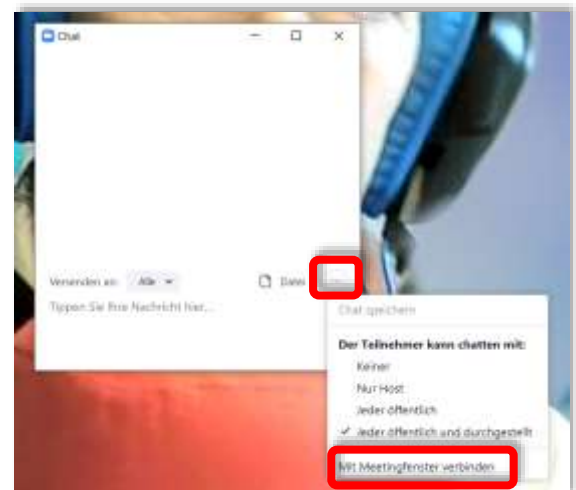 Chat
Versenden an: Alle Datei ...
Tippen Sie Ihre Nachricht hier...
Chat speichern
Der Teilnehmer kann chatten mit:
Keiner
Nur Host
Jeder öffentlich
✓ Jeder öffentlich und durchgestellt
Mit Meetingfenster verbinden